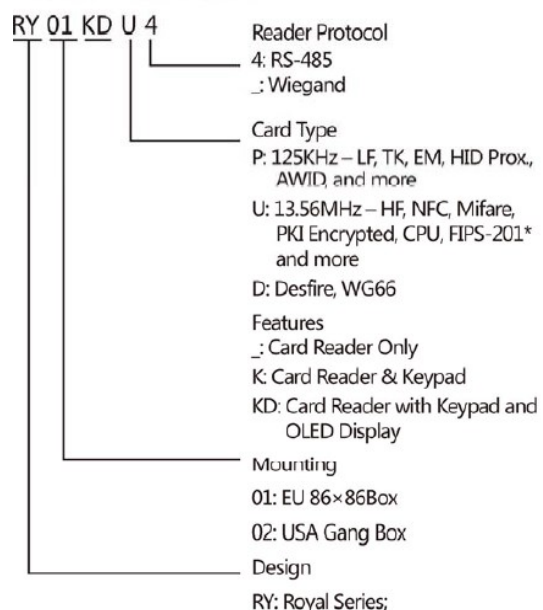 RY 01 KD U 4
Reader Protocol
4: RS-485
_: Wiegand
Card Type
P: 125KHz – LF, TK, EM, HID Prox.,
AWID, and more
U: 13.56MHz – HF, NFC, Mifare,
PKI Encrypted, CPU, FIPS-201*
and more
D: Desfire, WG66
Features
_: Card Reader Only
K: Card Reader & Keypad
KD: Card Reader with Keypad and
OLED Display
Mounting
01: EU 86×86Box
02: USA Gang Box
Design
RY: Royal Series;